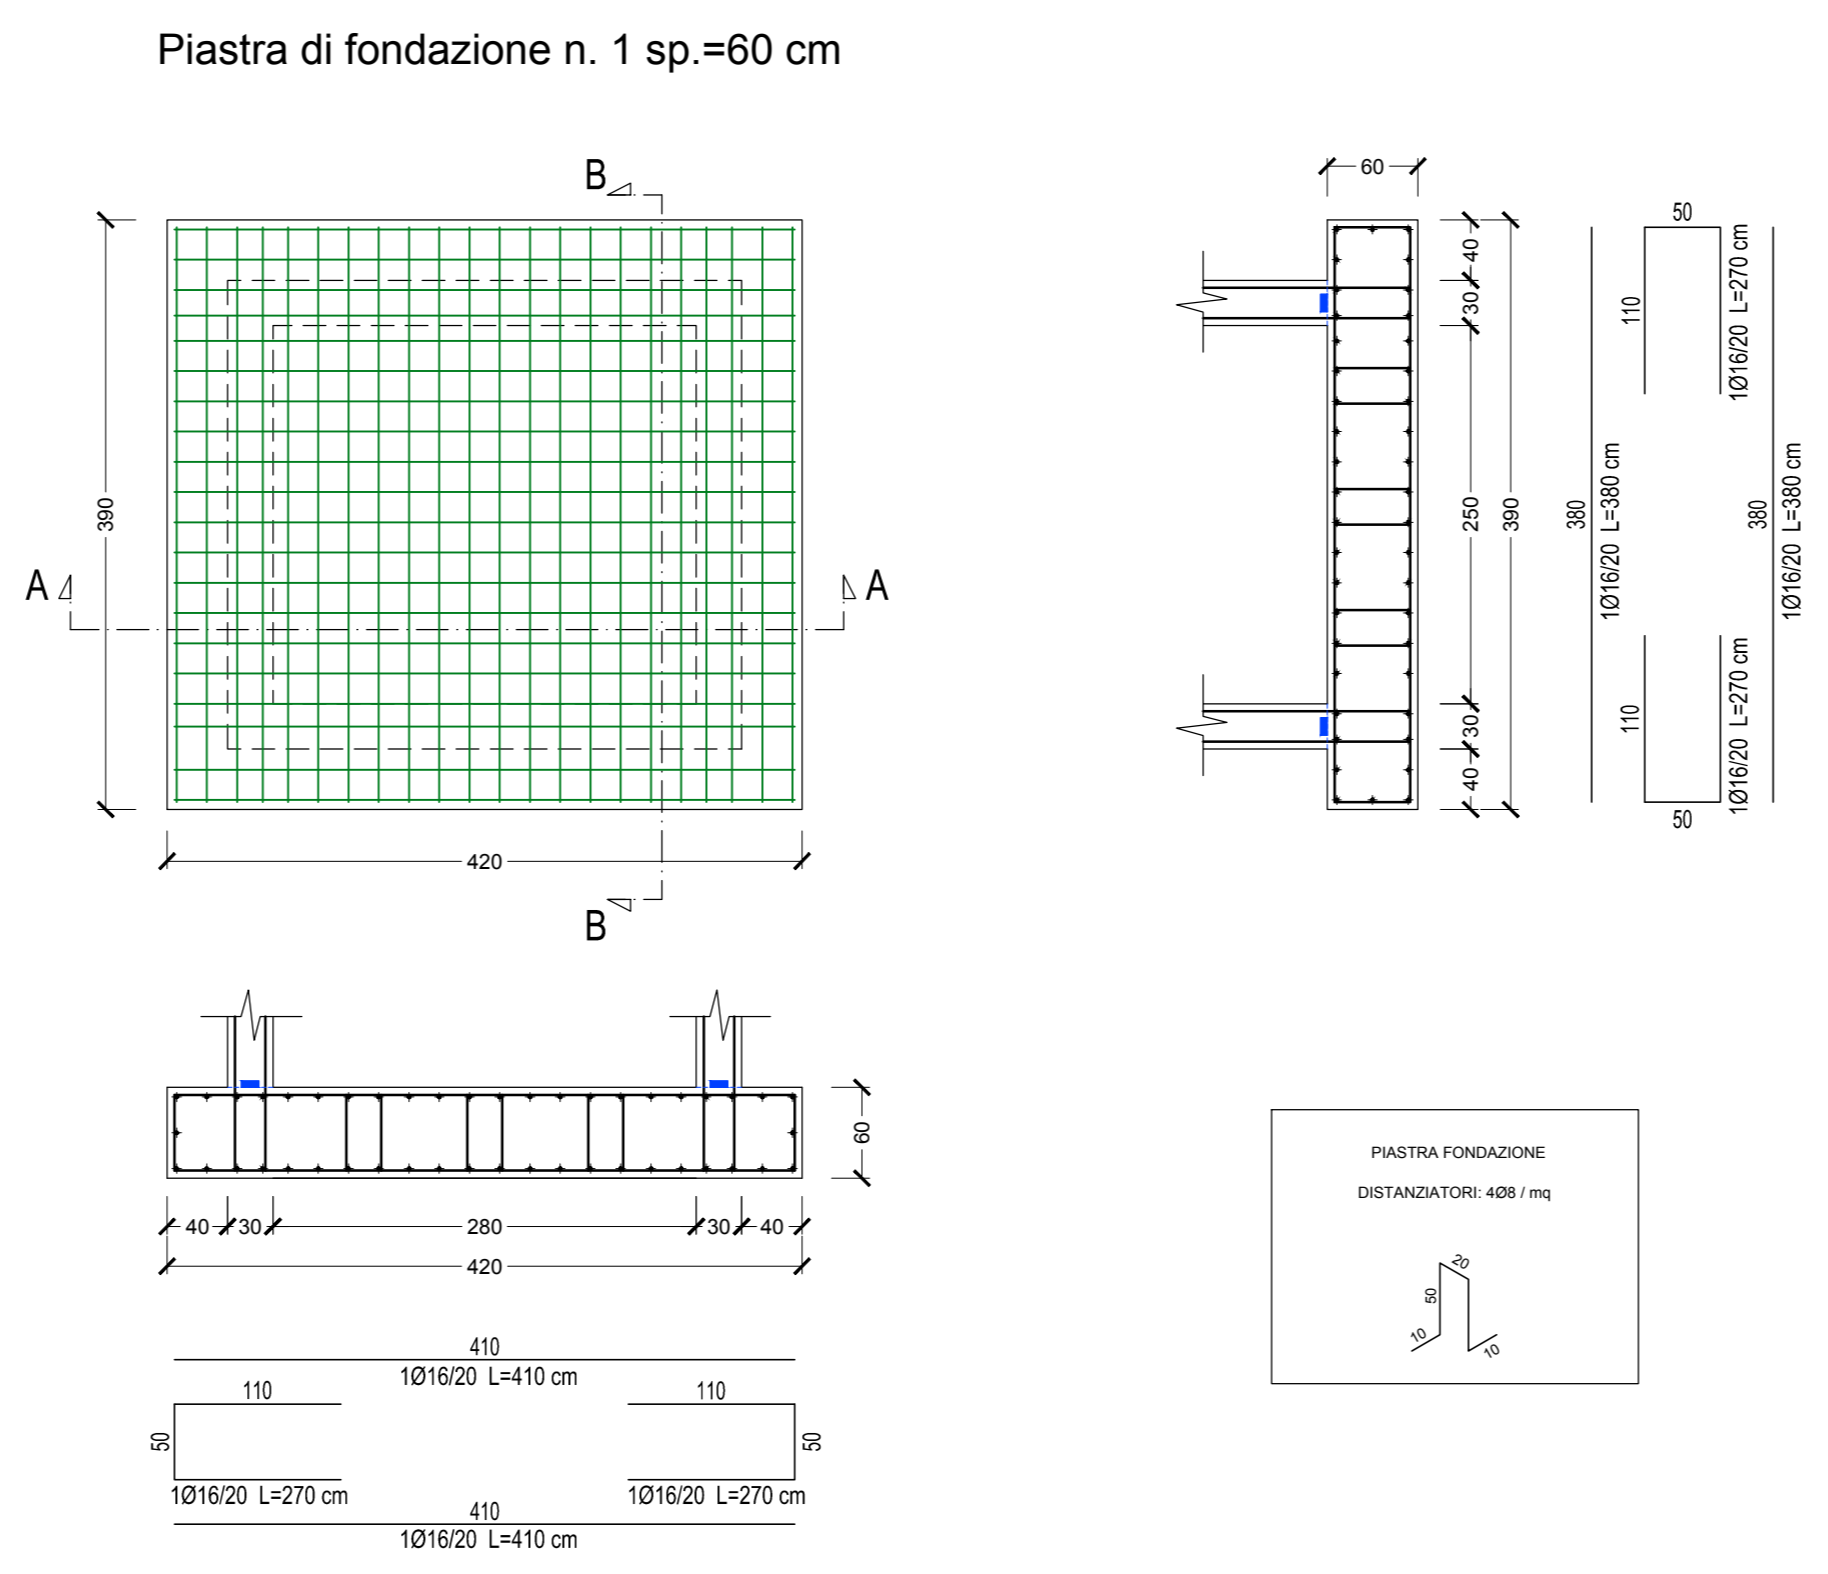 Piastra di fondazione n. 1 sp.=60 cm
B
60
50
40
30
110
1Ø16/20 L=270 cm
390
250
390
380
1Ø16/20 L=380 cm
380
1Ø16/20 L=380 cm
A
A
30
40
110
1Ø16/20 L=270 cm
50
420
B
60
40
30
280
30
40
420
PIASTRA FONDAZIONE
DISTANZIATORI: 4Ø8 / mq
20
50
10
10
410
1Ø16/20 L=410 cm
110
110
50
50
1Ø16/20 L=270 cm
1Ø16/20 L=270 cm
410
1Ø16/20 L=410 cm